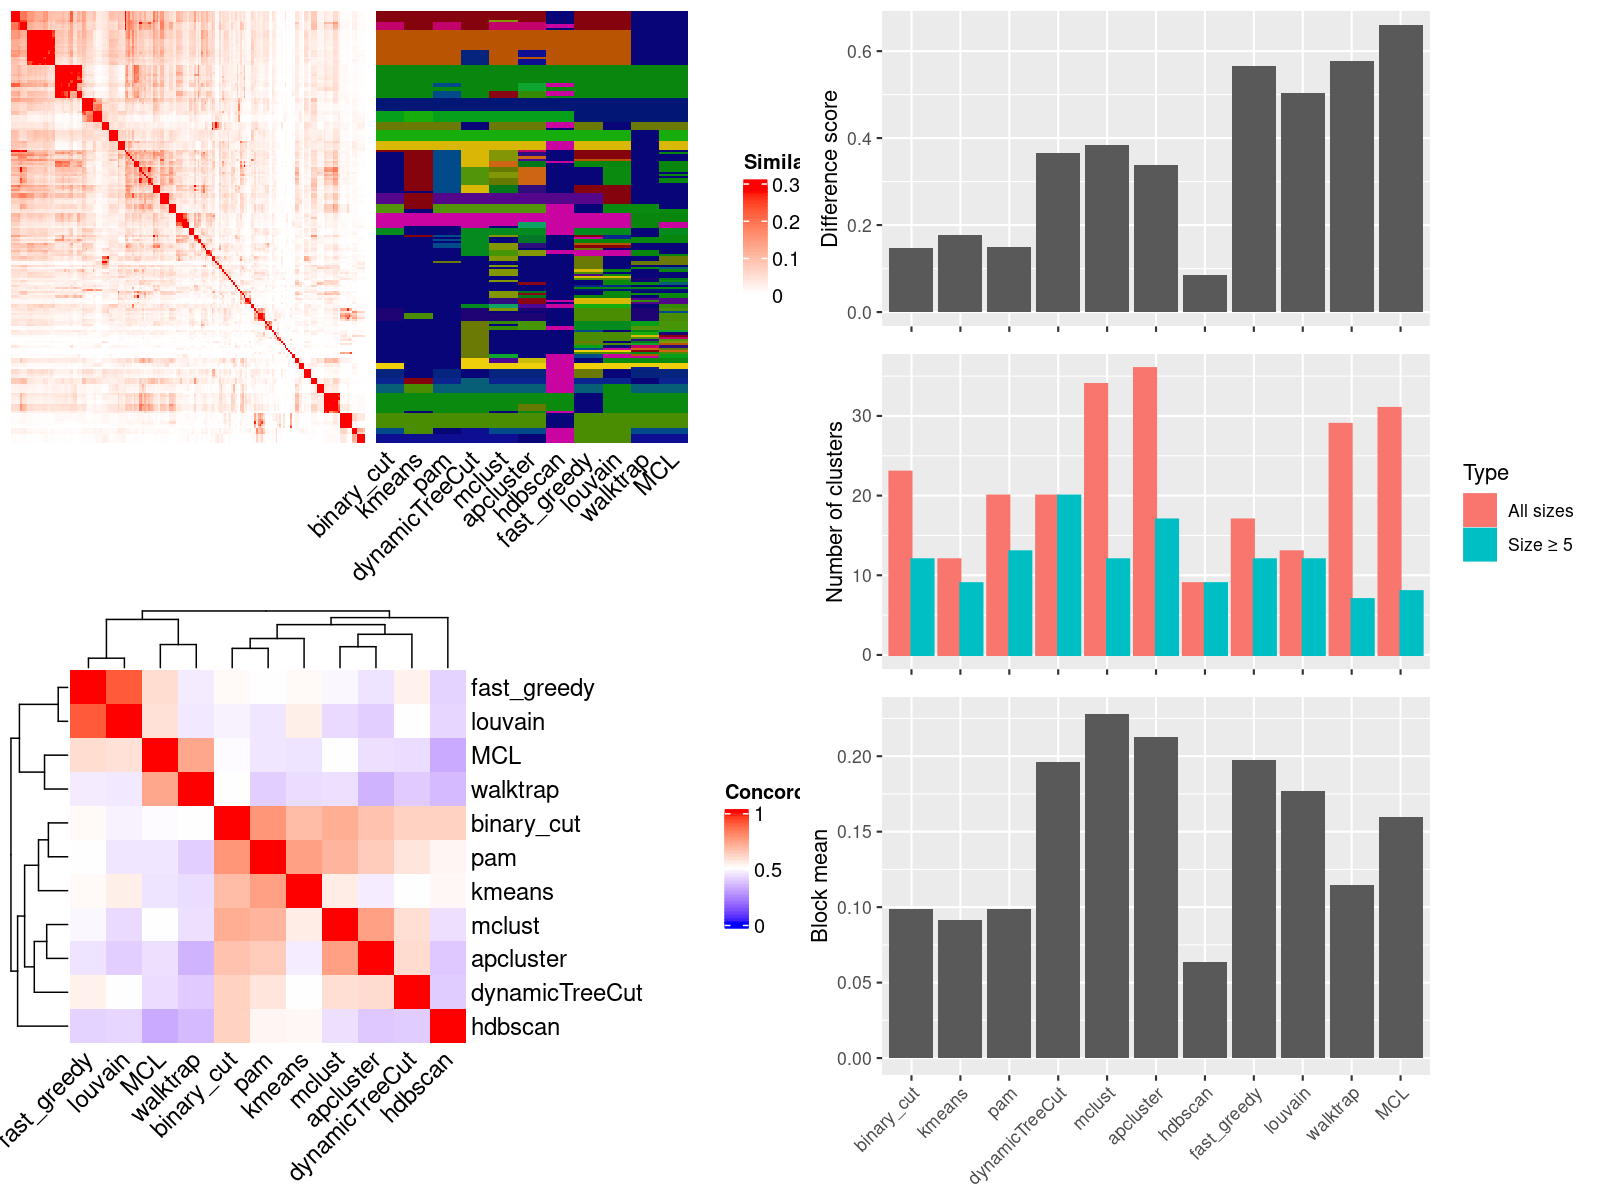 Simila
0.3
0.2
0.1
0
binary_cut
kmeans
pam
dynamicTreeCut
mclust
apcluster
hdbscan
fast_greedy
louvain
walktrap
MCL
fast_greedy
louvain
MCL
walktrap
binary_cut
pam
kmeans
mclust
apcluster
dynamicTreeCut
hdbscan
fast_greedy
louvain
MCL
walktrap
binary_cut
pam
kmeans
mclust
apcluster
dynamicTreeCut
hdbscan
Concord
1
0.5
0
Difference score
0.6
0.4
0.2
0.0
Number of clusters
30
20
10
0
Type
All sizes
Size ≥ 5
Block mean
0.20
0.15
0.10
0.05
0.00
binary_cut
kmeans
pam
dynamicTreeCut
mclust
apcluster
hdbscan
fast_greedy
louvain
walktrap
MCL